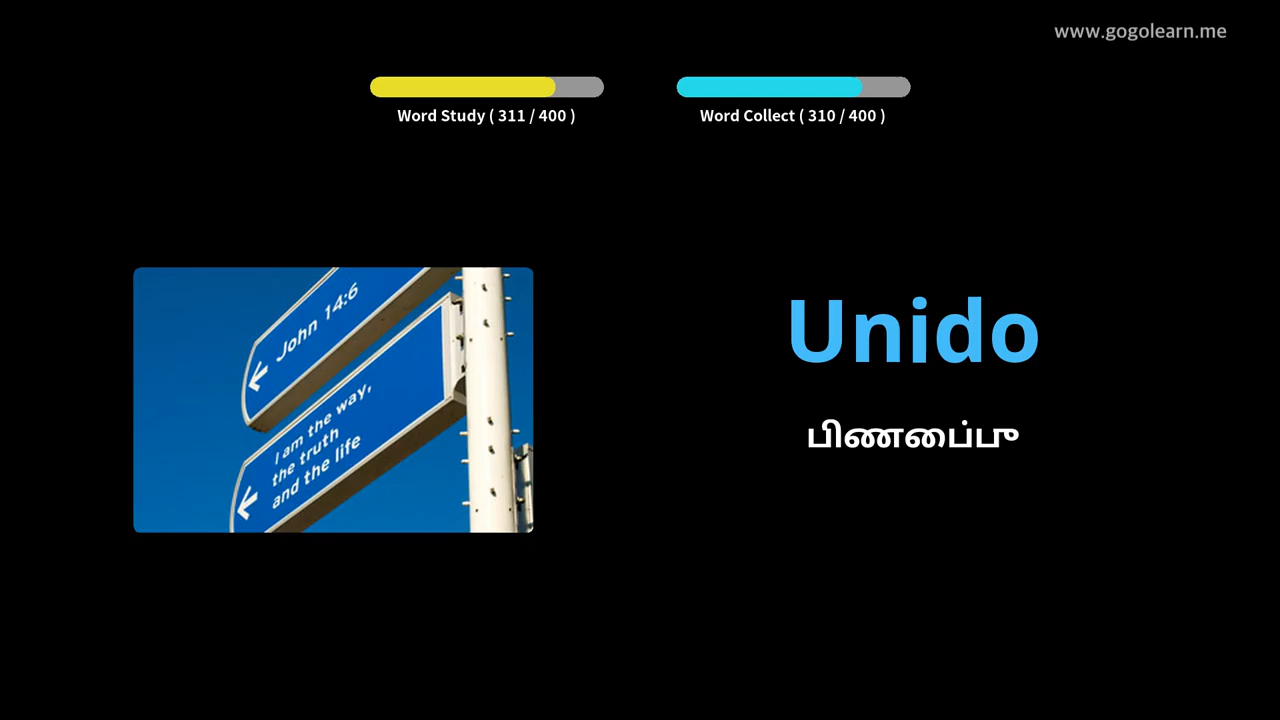 www.gogolearn.me
Word Study ( 311 / 400 )
Word Collect ( 310 / 400 )
John 14:6
I am the way,
the truth
and the life
Unido
பிணைப்பு